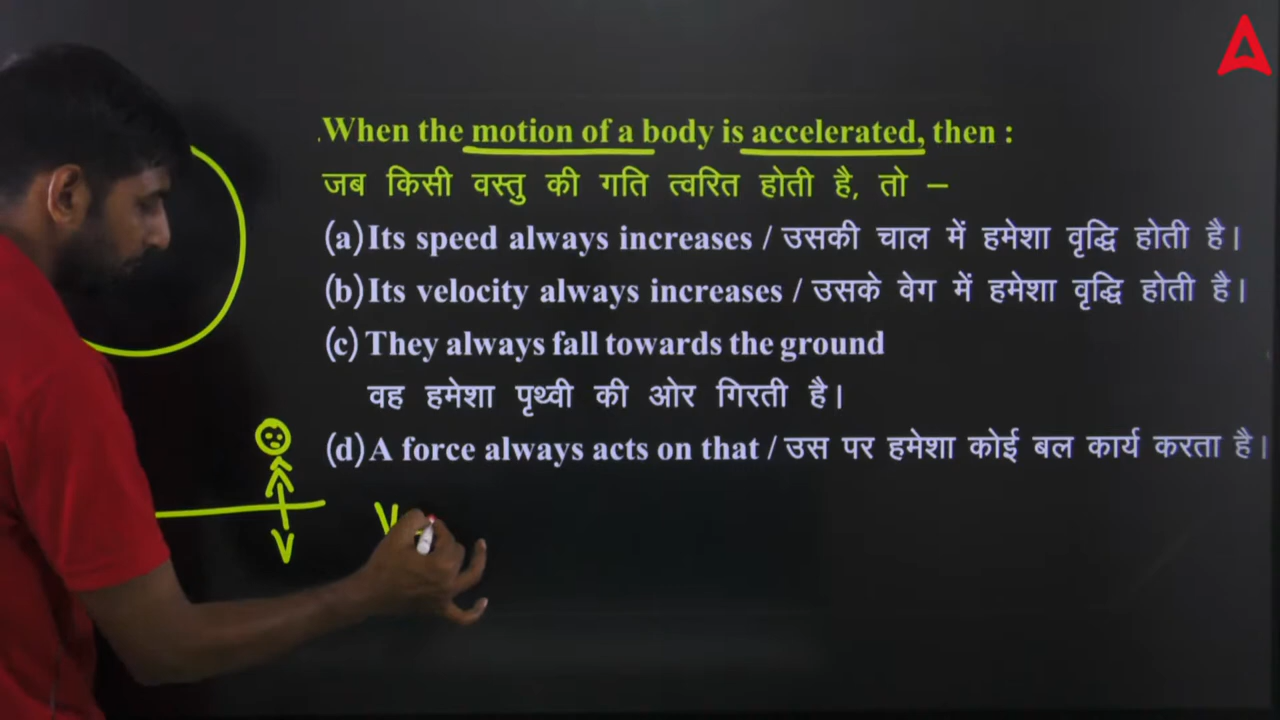 .When the motion of a body is accelerated, then :
जब किसी वस्तु की गति त्वरित होती है, तो –
(a)Its speed always increases / उसकी चाल में हमेशा वृद्धि होती है।
(b)Its velocity always increases / उसके वेग में हमेशा वृद्धि होती है।
(c) They always fall towards the ground
वह हमेशा पृथ्वी की ओर गिरती है।
(d)A force always acts on that / उस पर हमेशा कोई बल कार्य करता है।
V
V